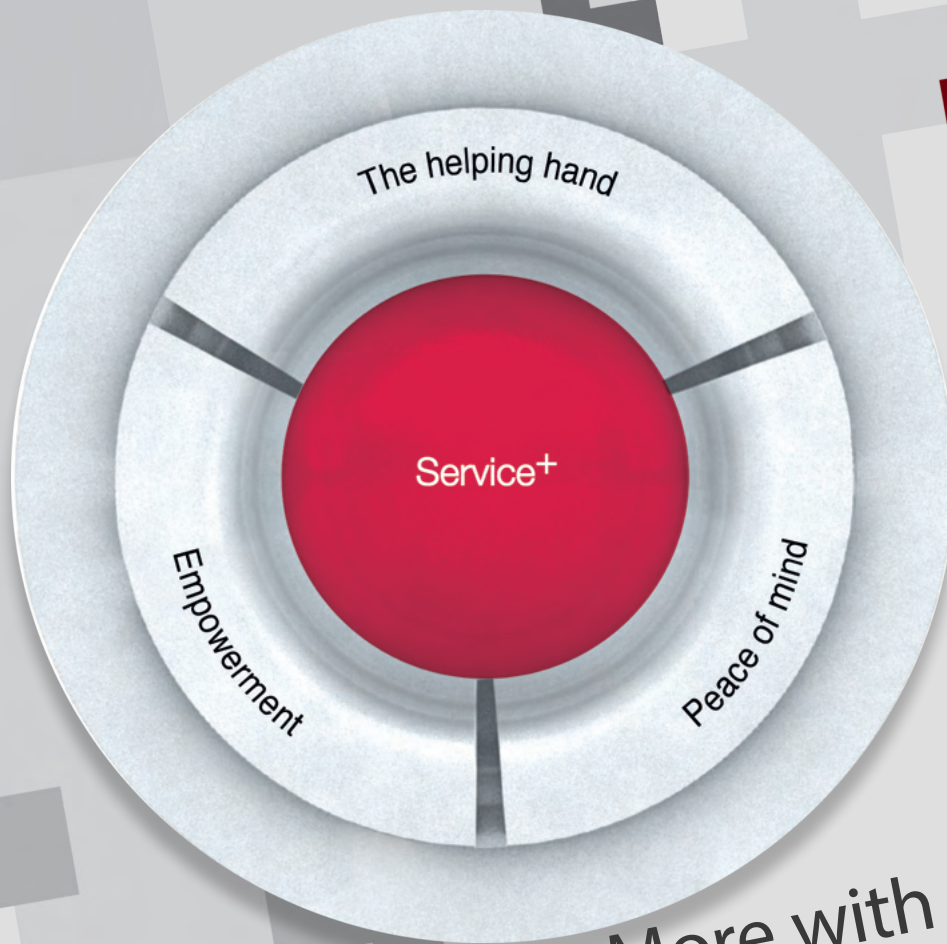 The helping hand
Service⁺
Empowerment
Peace of mind
More with